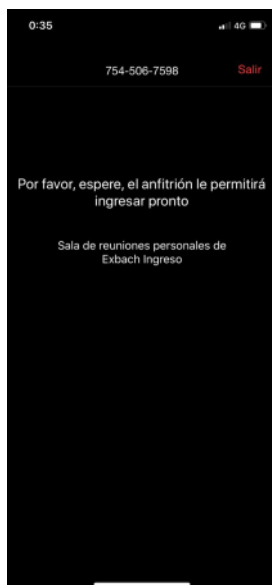 0:35
4G
754-506-7598
Salir
Por favor, espere, el anfitrión le permitirá
ingresar pronto
Sala de reuniones personales de
Exbach Ingreso